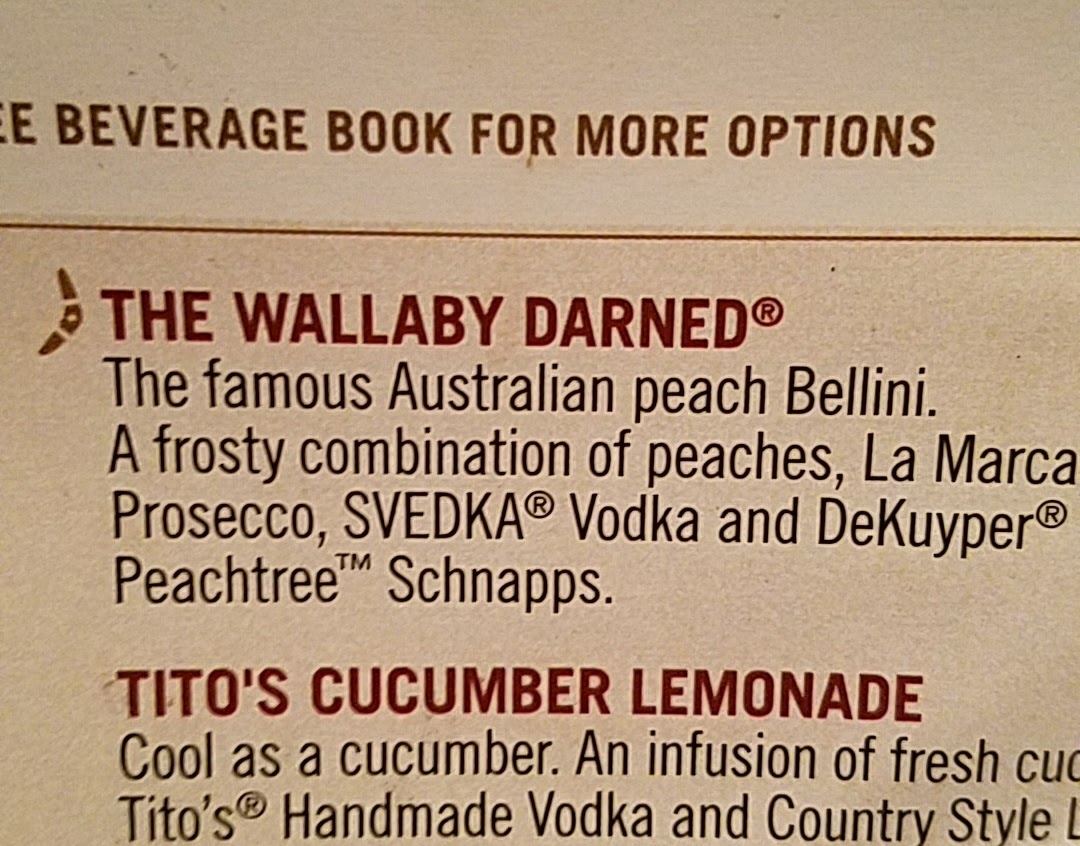 BEVERAGE BOOK FOR MORE OPTIONS
THE WALLABY DARNED®
The famous Australian peach Bellini.
A frosty combination of peaches, La Marca
Prosecco, SVEDKA® Vodka and DeKuyper®
Peachtree™ Schnapps.
TITO'S CUCUMBER LEMONADE
Cool as a cucumber. An infusion of fresh
Tito's® Handmade Vodka and Country Style